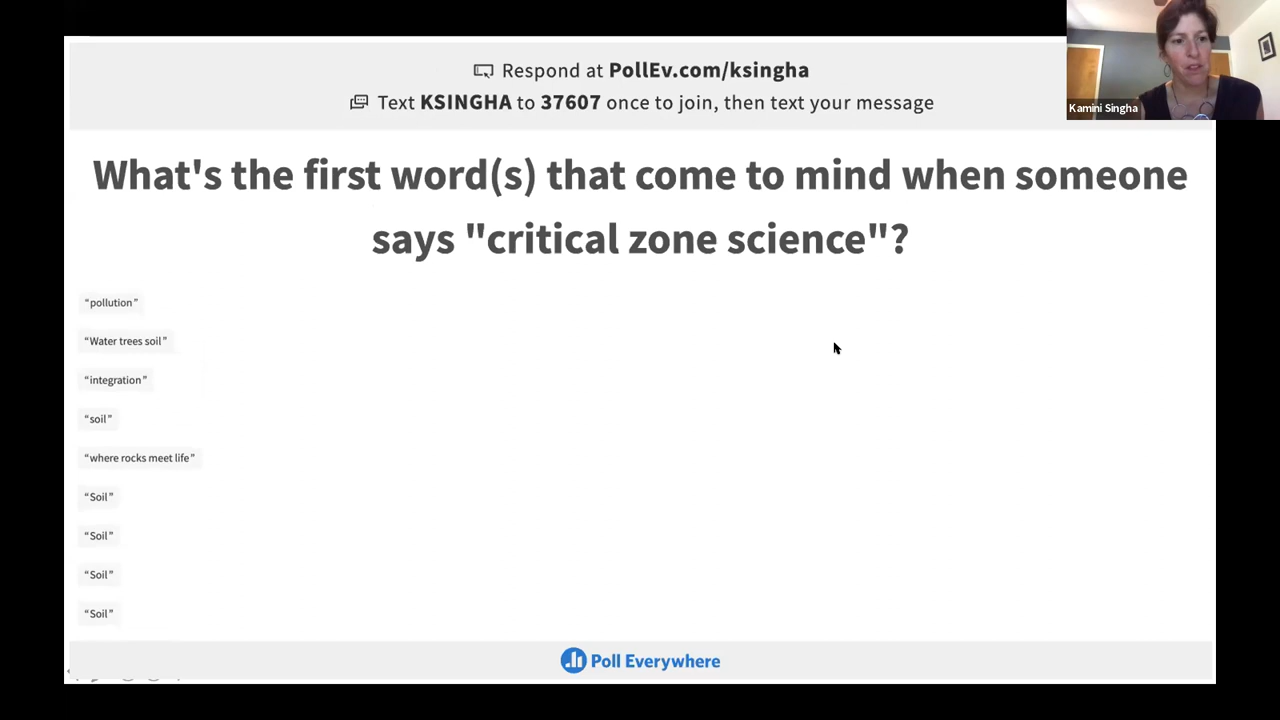 Respond at PollEv.com/ksingha
Text KSINGHA to 37607 once to join, then text your message
Kamini Singha
What's the first word(s) that come to mind when someone
says "critical zone science"?
“pollution”
“Water trees soil”
“integration”
“soil”
“where rocks meet life”
“Soil”
“Soil”
“Soil”
“Soil”
Poll Everywhere